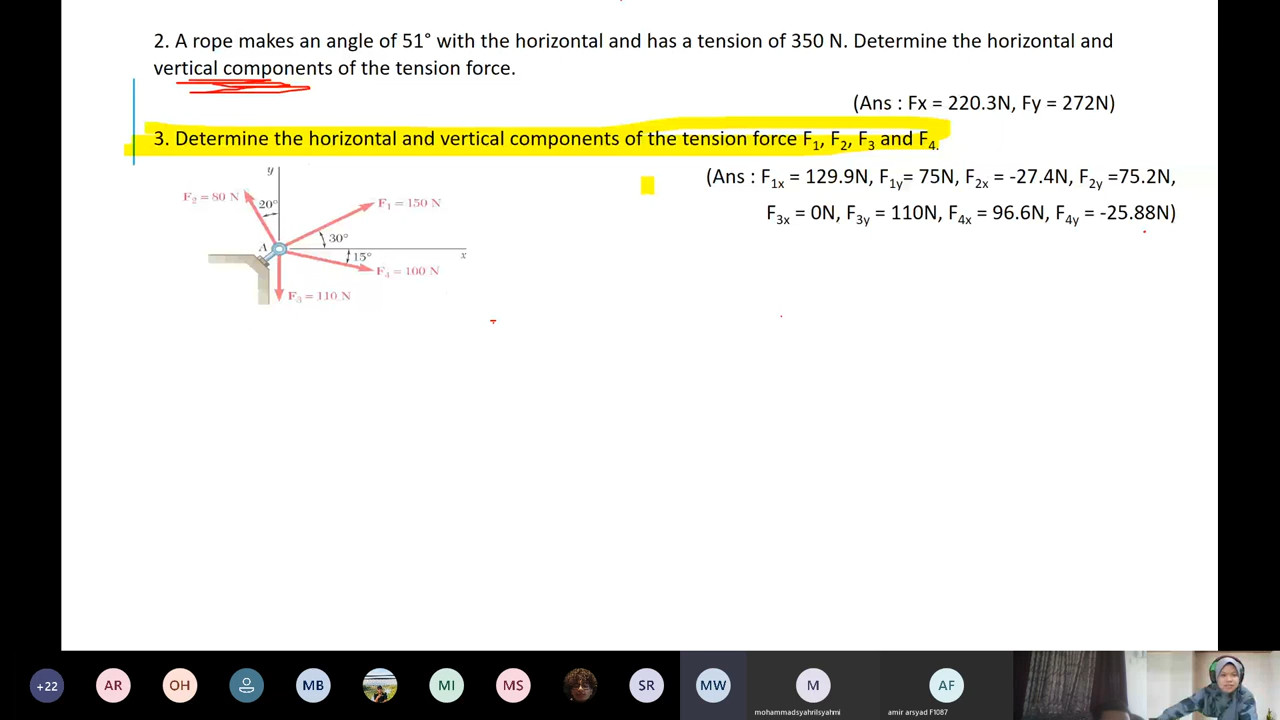 2. A rope makes an angle of 51° with the horizontal and has a tension of 350 N. Determine the horizontal and
vertical components of the tension force.
(Ans : Fx = 220.3N, Fy = 272N)
3. Determine the horizontal and vertical components of the tension force F₁, F₂, F₃ and F₄.
(Ans : F₁ₓ = 129.9N, F₁ᵧ= 75N, F₂ₓ = -27.4N, F₂ᵧ =75.2N,
F₃ₓ = 0N, F₃ᵧ = 110N, F₄ₓ = 96.6N, F₄ᵧ = -25.88N)
y
F₂ = 80 N
20°
F₁ = 150 N
30°
A
x
15°
F₄ = 100 N
F₃ = 110 N
+22
AR
OH
MB
MI
MS
SR
MW
M
AF
mohammadsyahrilsyahmi
amir arsyad F1087